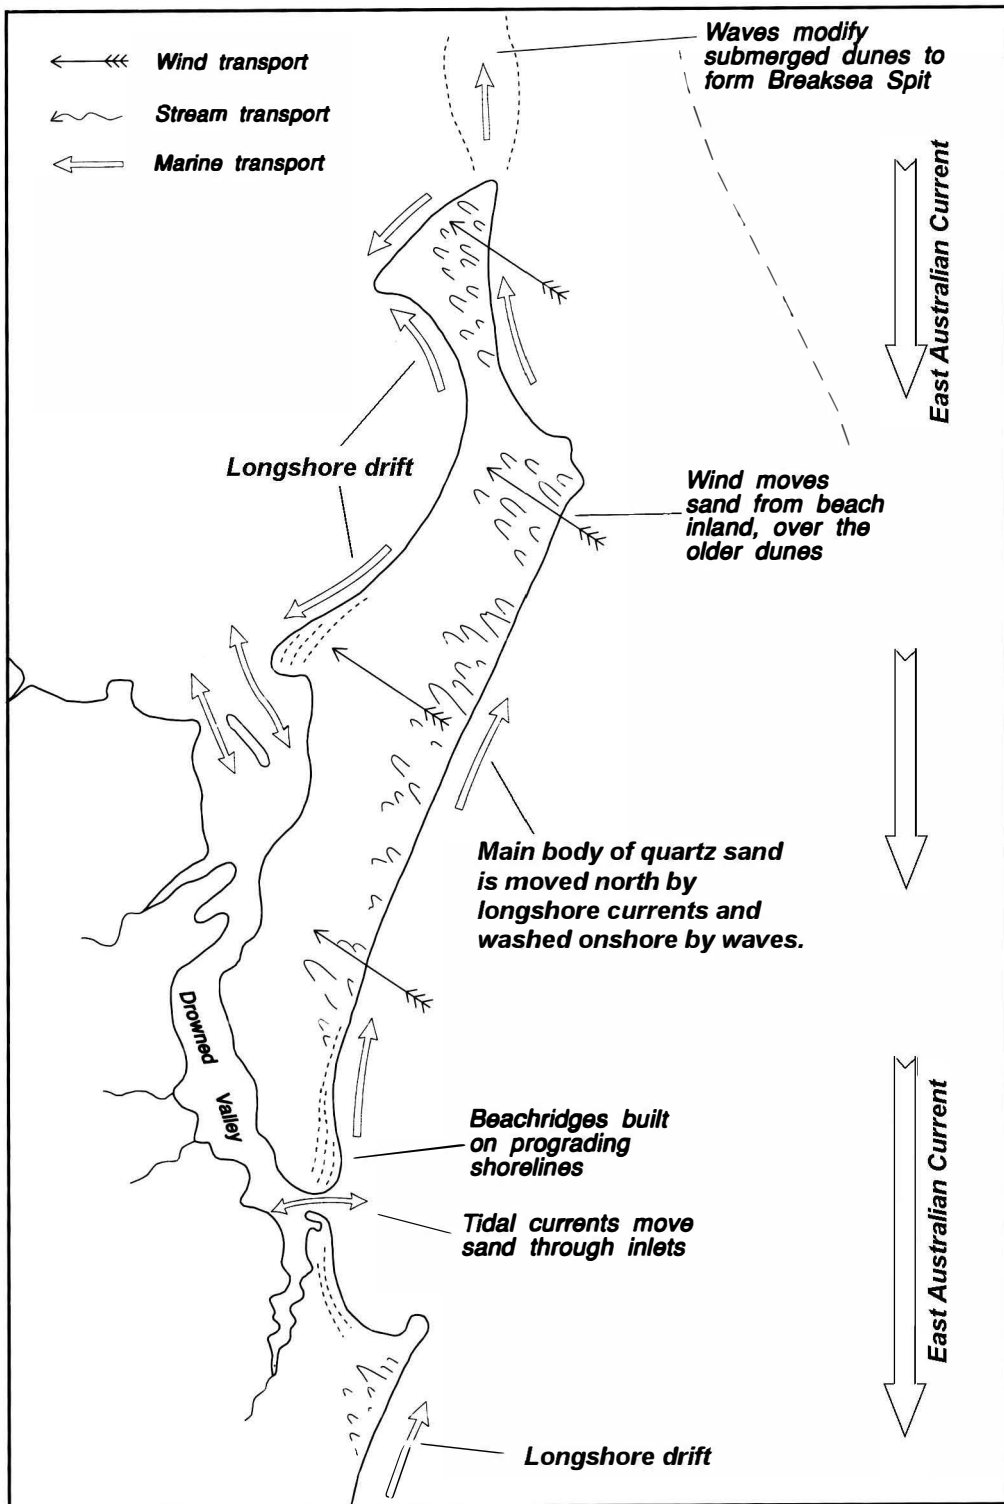 Wind transport
Stream transport
Marine transport
Waves modify
submerged dunes to
form Breaksea Spit
East Australian Current
Longshore drift
Wind moves
sand from beach
inland, over the
older dunes
Main body of quartz sand
is moved north by
longshore currents and
washed onshore by waves.
Drowned
Valley
Beachridges built
on prograding
shorelines
Tidal currents move
sand through inlets
East Australian Current
Longshore drift